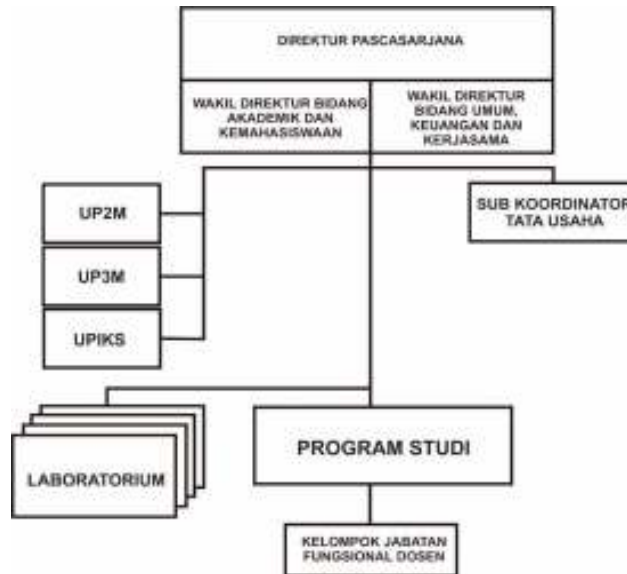 DIREKTUR PASCASARJANA
WAKIL DIREKTUR BIDANG
AKADEMIK DAN
KEMAHASISWAAN
WAKIL DIREKTUR
BIDANG UMUM,
KEUANGAN DAN
KERJASAMA
UP2M
SUB KOORDINATOR
TATA USAHA
UP3M
UPIKS
LABORATORIUM
PROGRAM STUDI
KELOMPOK JABATAN
FUNGSIONAL DOSEN